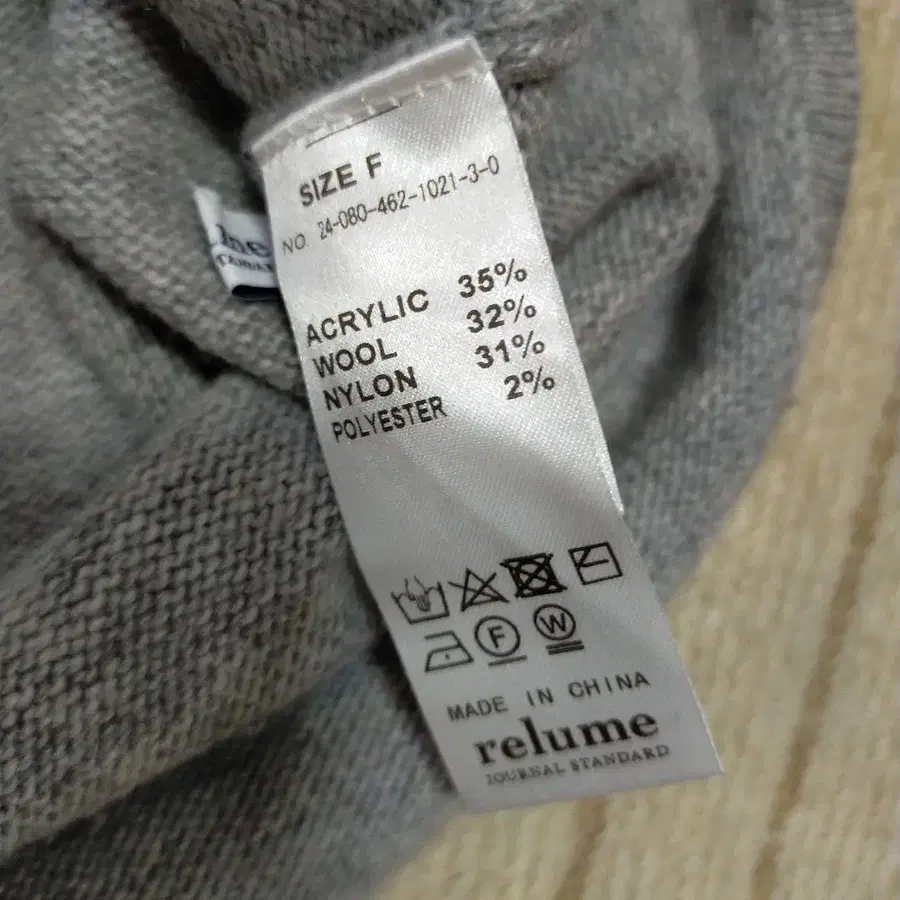 SIZE F
NO. 24-080-462-1021-3-0
ACRYLIC 35%
WOOL 32%
NYLON 31%
POLYESTER 2%
F W
MADE IN CHINA
relume
JOURNAL STANDARD